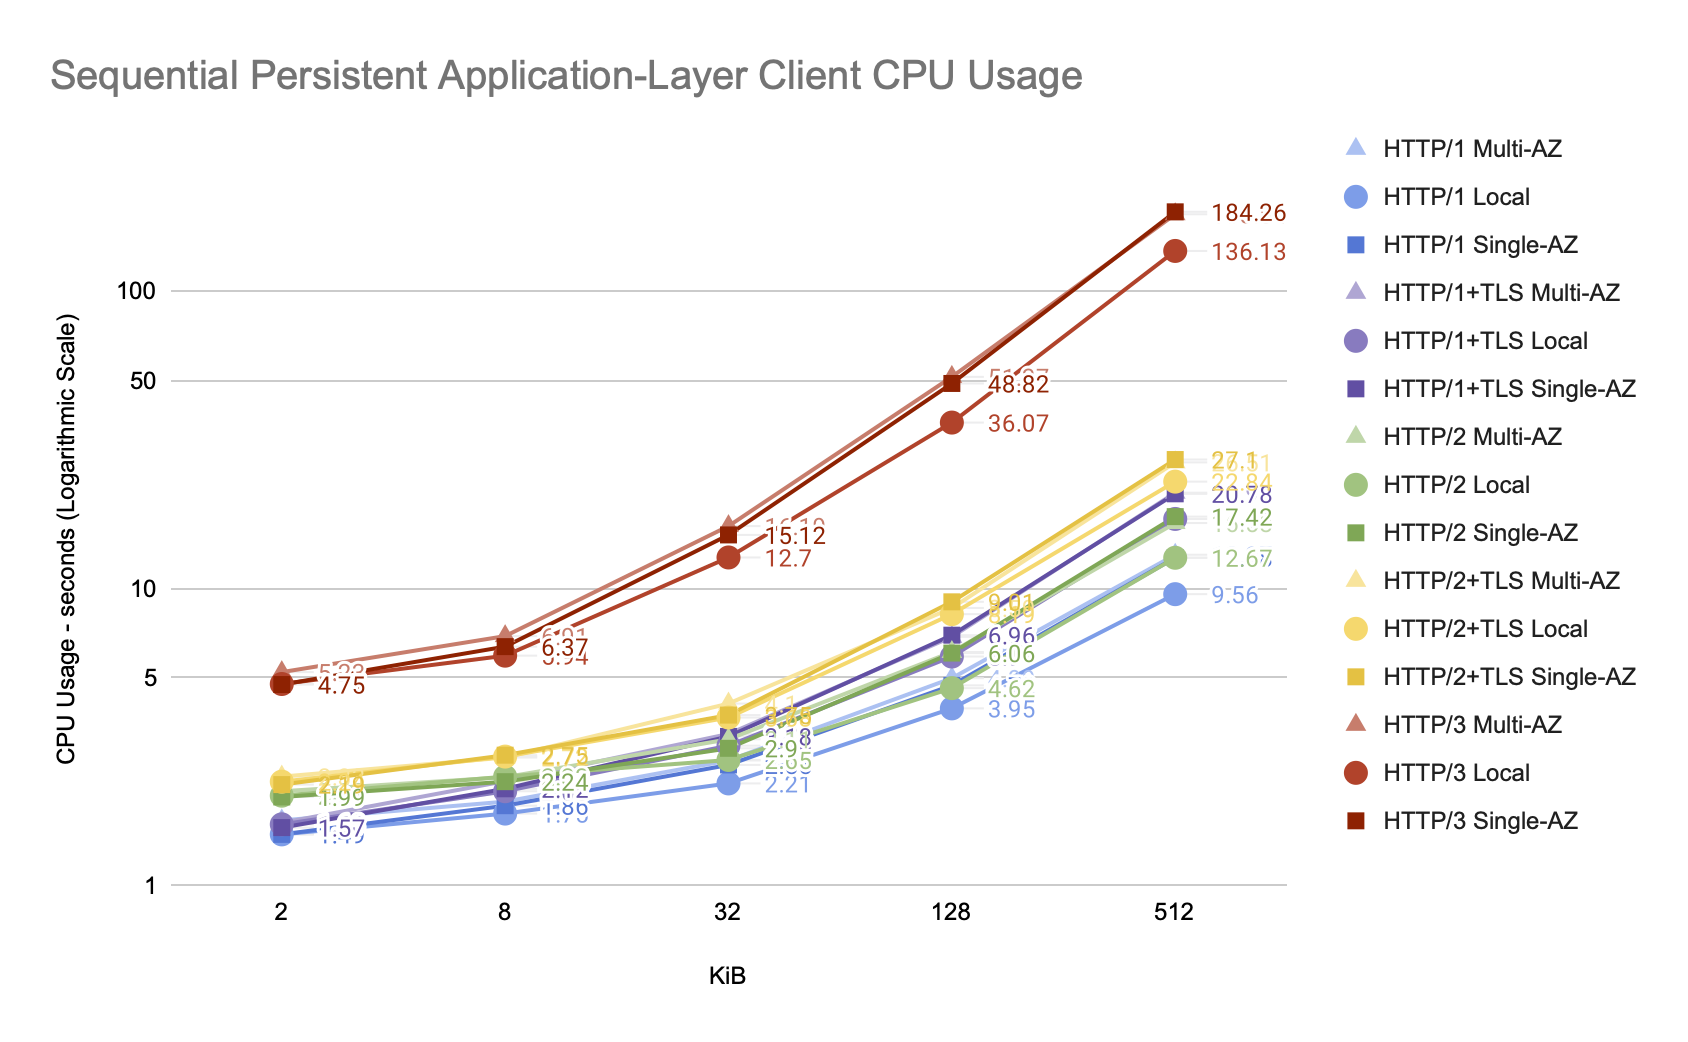 Sequential Persistent Application-Layer Client CPU Usage
CPU Usage - seconds (Logarithmic Scale)
100
50
10
5
1
2
8
32
128
512
KiB
4.75
1.99
1.57
6.37
2.75
2.24
1.86
15.12
12.7
2.9
2.65
2.21
48.82
36.07
9.01
6.96
6.06
4.62
3.95
184.26
136.13
27.1
22.84
20.78
17.42
12.67
9.56
HTTP/1 Multi-AZ
HTTP/1 Local
HTTP/1 Single-AZ
HTTP/1+TLS Multi-AZ
HTTP/1+TLS Local
HTTP/1+TLS Single-AZ
HTTP/2 Multi-AZ
HTTP/2 Local
HTTP/2 Single-AZ
HTTP/2+TLS Multi-AZ
HTTP/2+TLS Local
HTTP/2+TLS Single-AZ
HTTP/3 Multi-AZ
HTTP/3 Local
HTTP/3 Single-AZ